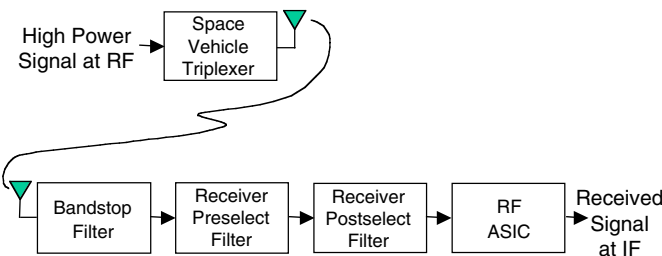 High Power
Signal at RF
Space
Vehicle
Triplexer
Bandstop
Filter
Receiver
Preselect
Filter
Receiver
Postselect
Filter
RF
ASIC
Received
Signal
at IF